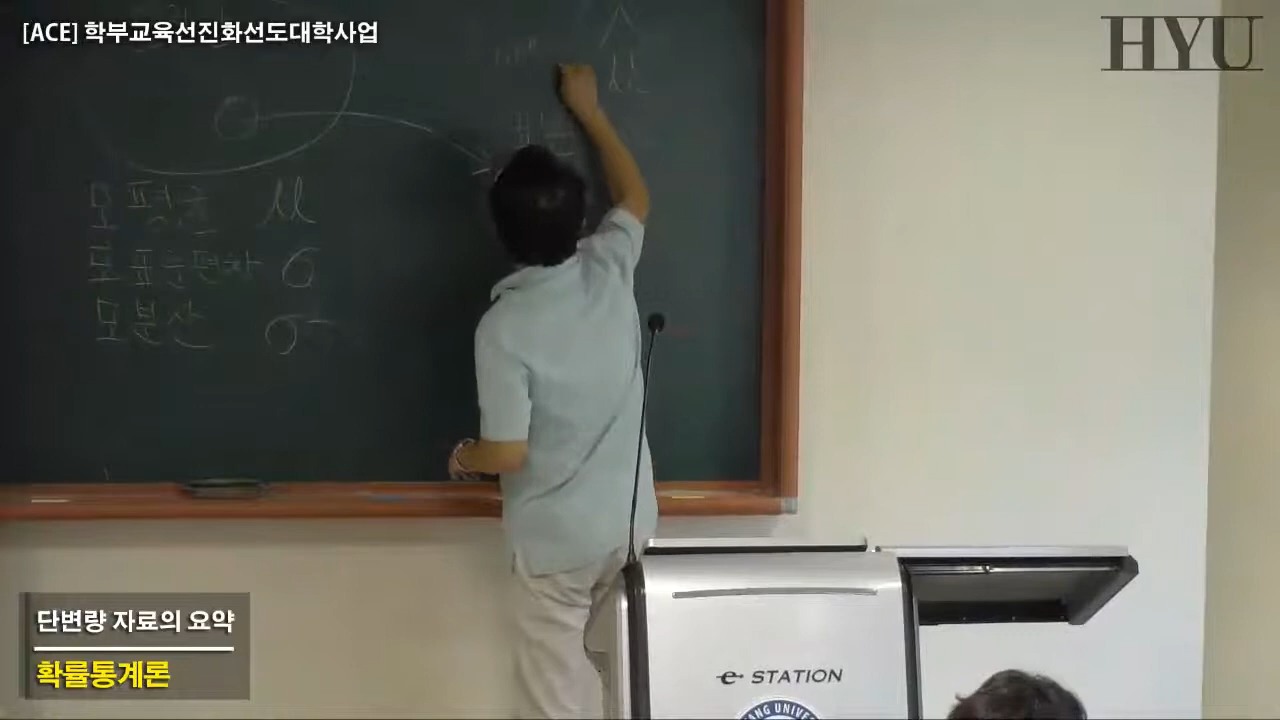 [ACE] 학부교육선진화선도대학사업
HYU
모평균 μ
모표준편차 σ
모분산 σ
단변량 자료의 요약
확률통계론
e-STATION